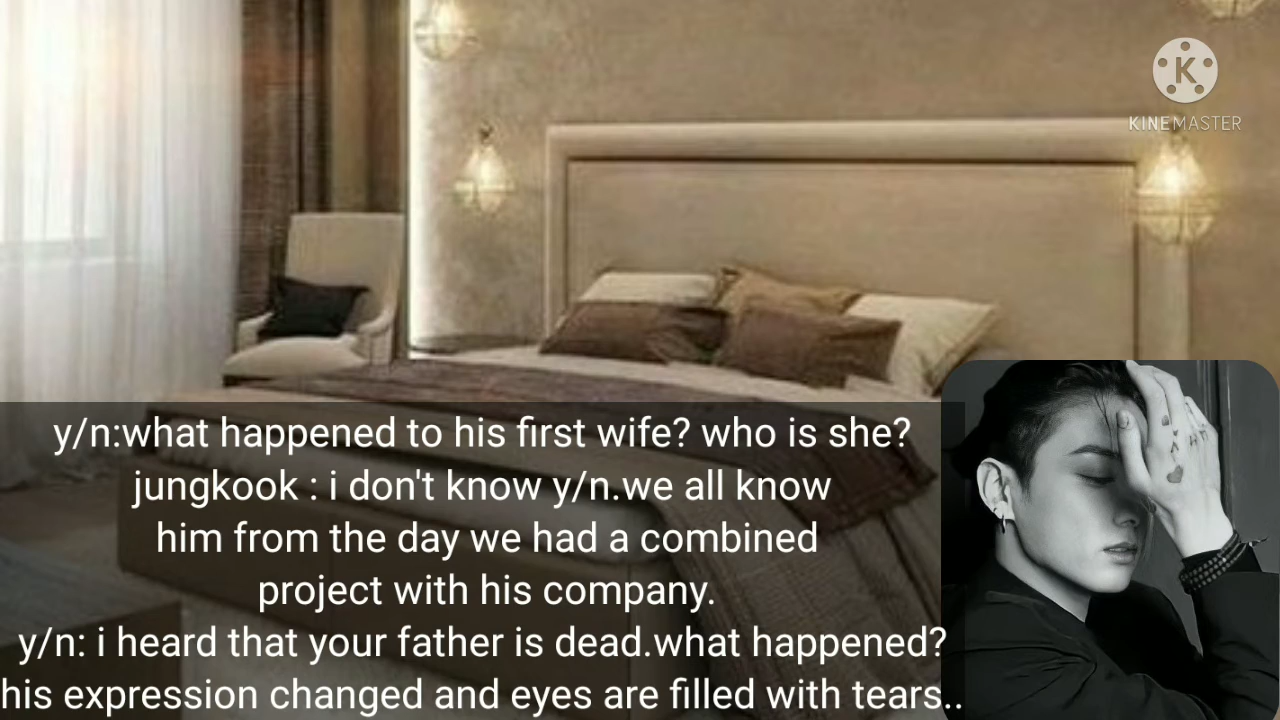 KINEMASTER
y/n:what happened to his first wife? who is she?
jungkook : i don't know y/n.we all know
him from the day we had a combined
project with his company.
y/n: i heard that your father is dead.what happened?
his expression changed and eyes are filled with tears..